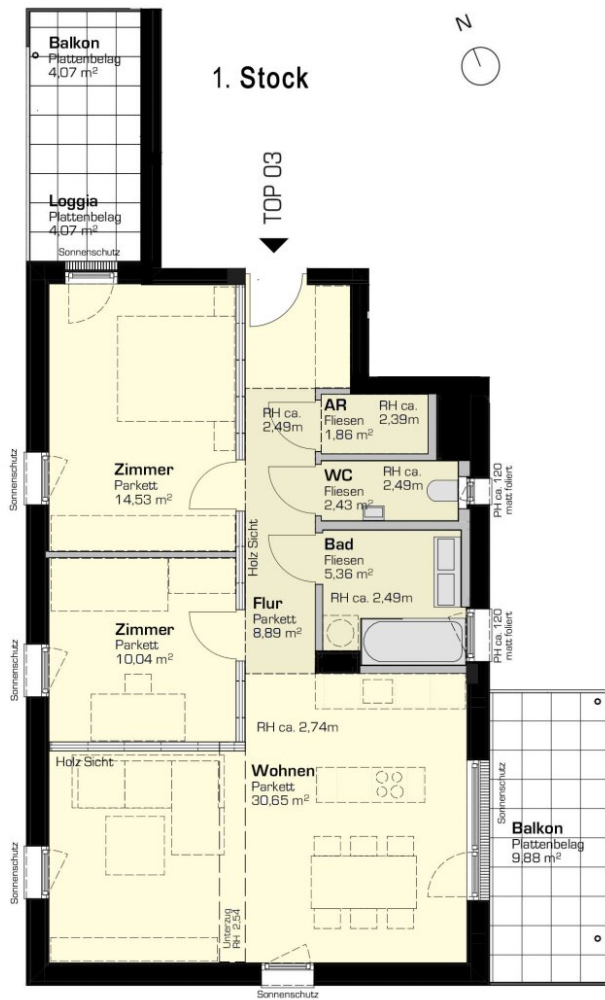 N
1. Stock
Balkon
Plattenbelag
4,07 m²
TOP 03
Loggia
Plattenbelag
4,07 m²
Sonnenschutz
AR
Fliesen
1,86 m²
RH ca.
2,39m
RH ca.
2,49m
Zimmer
Parkett
14,53 m²
Sonnenschutz
WC
Fliesen
2,43 m²
RH ca.
2,49m
PH ca. 120
matt foliert
Holz Sicht
Bad
Fliesen
5,36 m²
RH ca. 2,49m
Flur
Parkett
8,89 m²
PH ca. 120
matt foliert
Zimmer
Parkett
10,04 m²
Sonnenschutz
RH ca. 2,74m
Holz Sicht
Wohnen
Parkett
30,65 m²
Sonnenschutz
Balkon
Plattenbelag
9,88 m²
Sonnenschutz
Unterzug
RH 2,54
Sonnenschutz